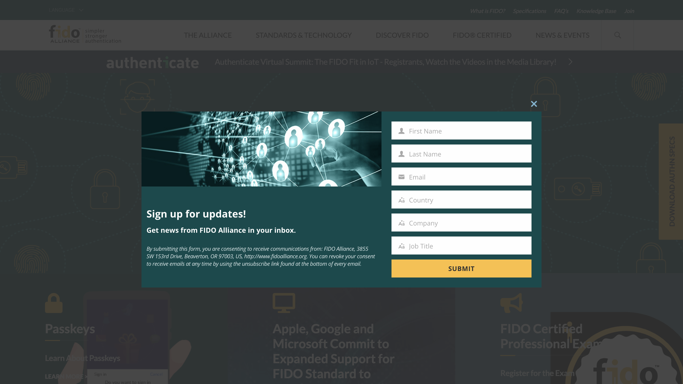 What is FIDO? Specifications FAQs Knowledge Base Join
fido
ALLIANCE
THE ALLIANCE STANDARDS & TECHNOLOGY DISCOVER FIDO FIDO® CERTIFIED NEWS & EVENTS
authenticate Authenticate Virtual Summit: The FIDO Fit in IoT - Registrants, Watch the Videos in the Media Library!
First Name
Last Name
Email
Country
Company
Job Title
SUBMIT
Sign up for updates!
Get news from FIDO Alliance in your inbox.
By submitting this form, you are consenting to receive communications from: FIDO Alliance, 3855
SW 153rd Drive, Beaverton, OR 97003, US, http://www.fidoalliance.org. You can revoke your consent
to receive emails at any time by using the unsubscribe link found at the bottom of every email.
Passkeys
Learn About Passkeys
Apple, Google and
Microsoft Commit to
Expanded Support for
FIDO Standard to
FIDO Certified
Professional Exam
Register for the Exam
fido